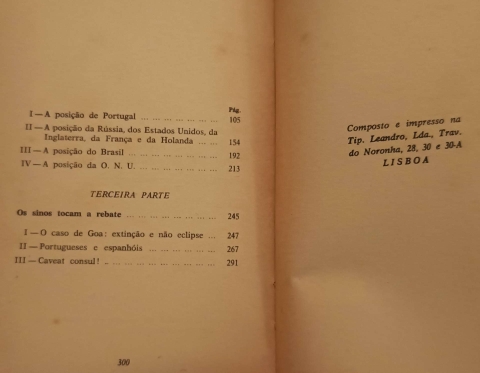 Pág.
I — A posição de Portugal ... ... ... ... ... ... ... 105
II — A posição da Rússia, dos Estados Unidos, da
Inglaterra, da França e da Holanda ... ... 154
III — A posição do Brasil ... ... ... ... ... ... ... 192
IV — A posição da O. N. U. ... ... ... ... ... ... ... 213
TERCEIRA PARTE
Os sinos tocam a rebate ... ... ... ... ... ... ... 245
I — O caso de Goa: extinção e não eclipse ... ... 247
II — Portugueses e espanhóis ... ... ... ... ... ... 267
III — Caveat consul! .. ... ... ... ... ... ... ... 291
300
Composto e impresso na
Tip. Leandro, Lda., Trav.
do Noronha, 28, 30 e 30-A
LISBOA